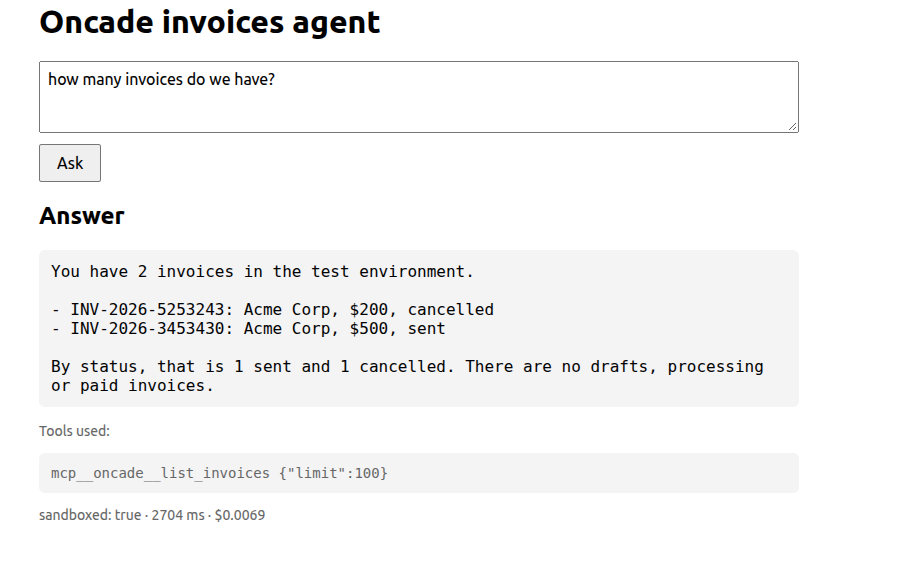 Oncade invoices agent
how many invoices do we have?
Ask
Answer
You have 2 invoices in the test environment.
- INV-2026-5253243: Acme Corp, $200, cancelled
- INV-2026-3453430: Acme Corp, $500, sent
By status, that is 1 sent and 1 cancelled. There are no drafts, processing
or paid invoices.
Tools used:
mcp__oncade__list_invoices {"limit":100}
sandboxed: true · 2704 ms · $0.0069